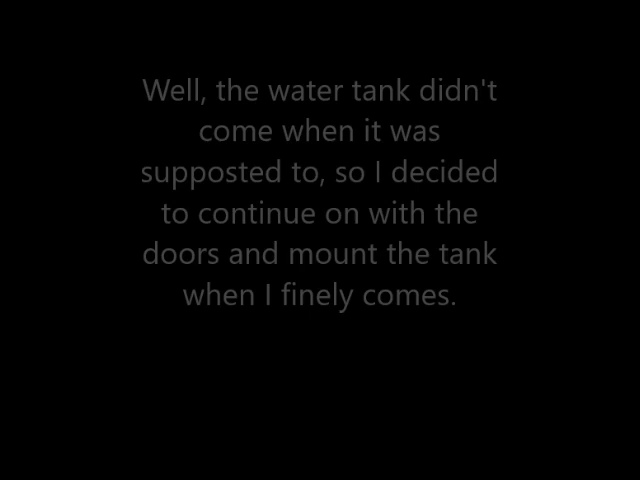 Well, the water tank didn't
come when it was
supposted to, so I decided
to continue on with the
doors and mount the tank
when I finely comes.